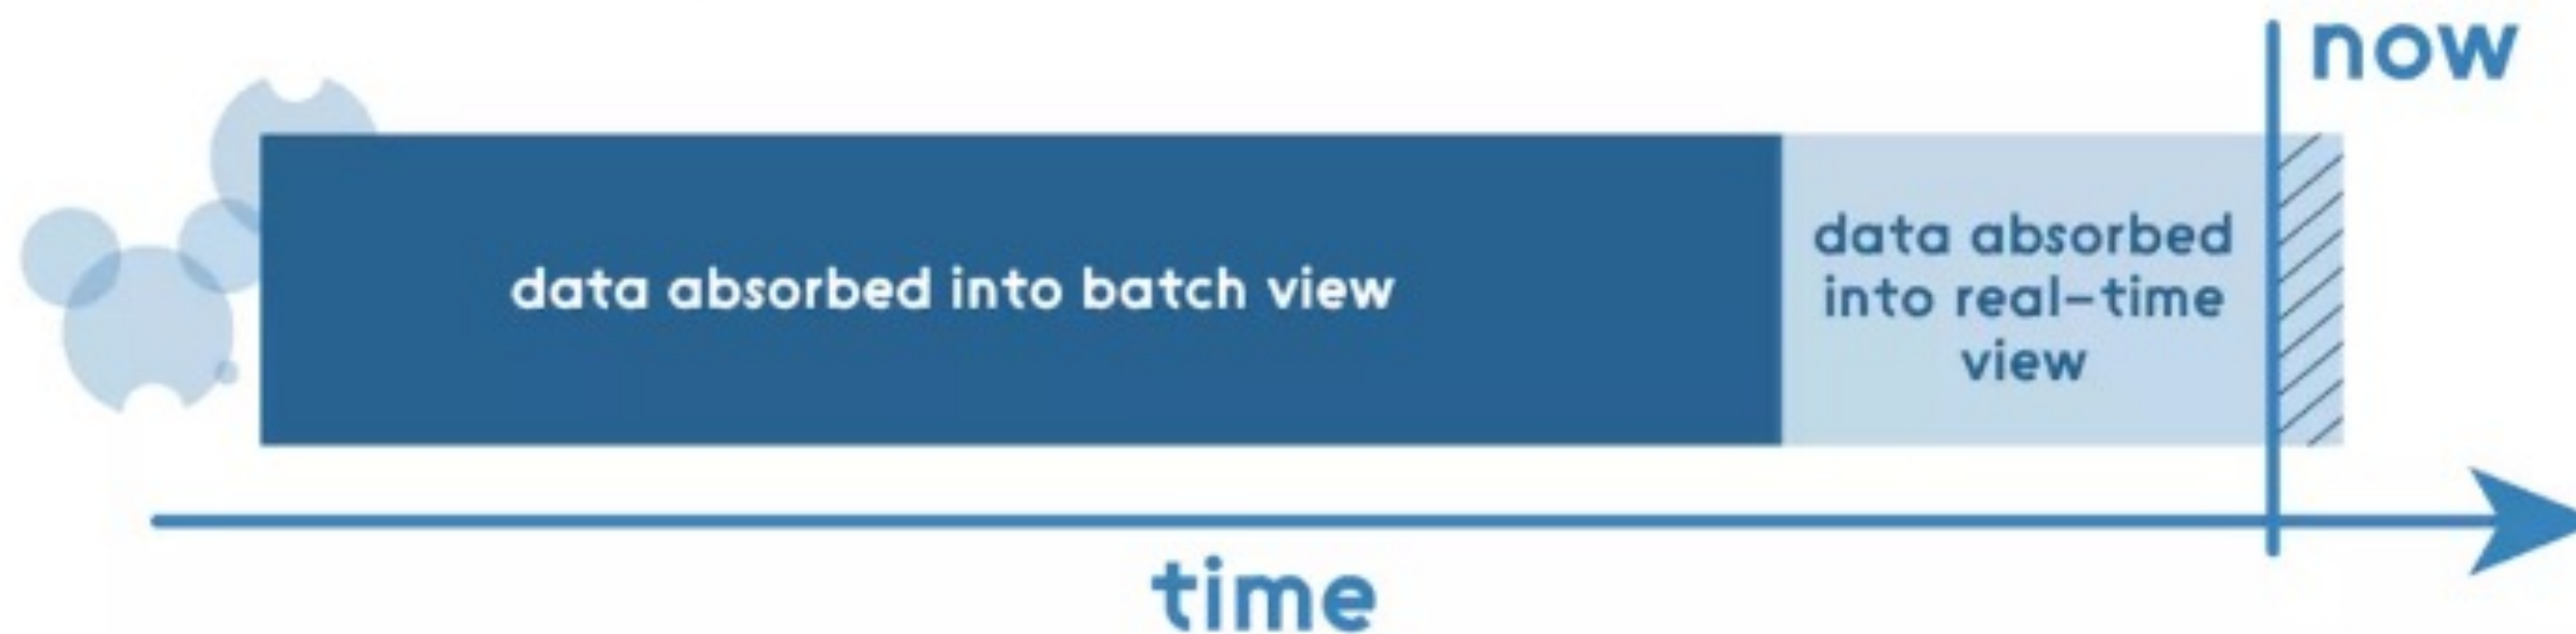 now
data absorbed into batch view
data absorbed
into real-time
view
time